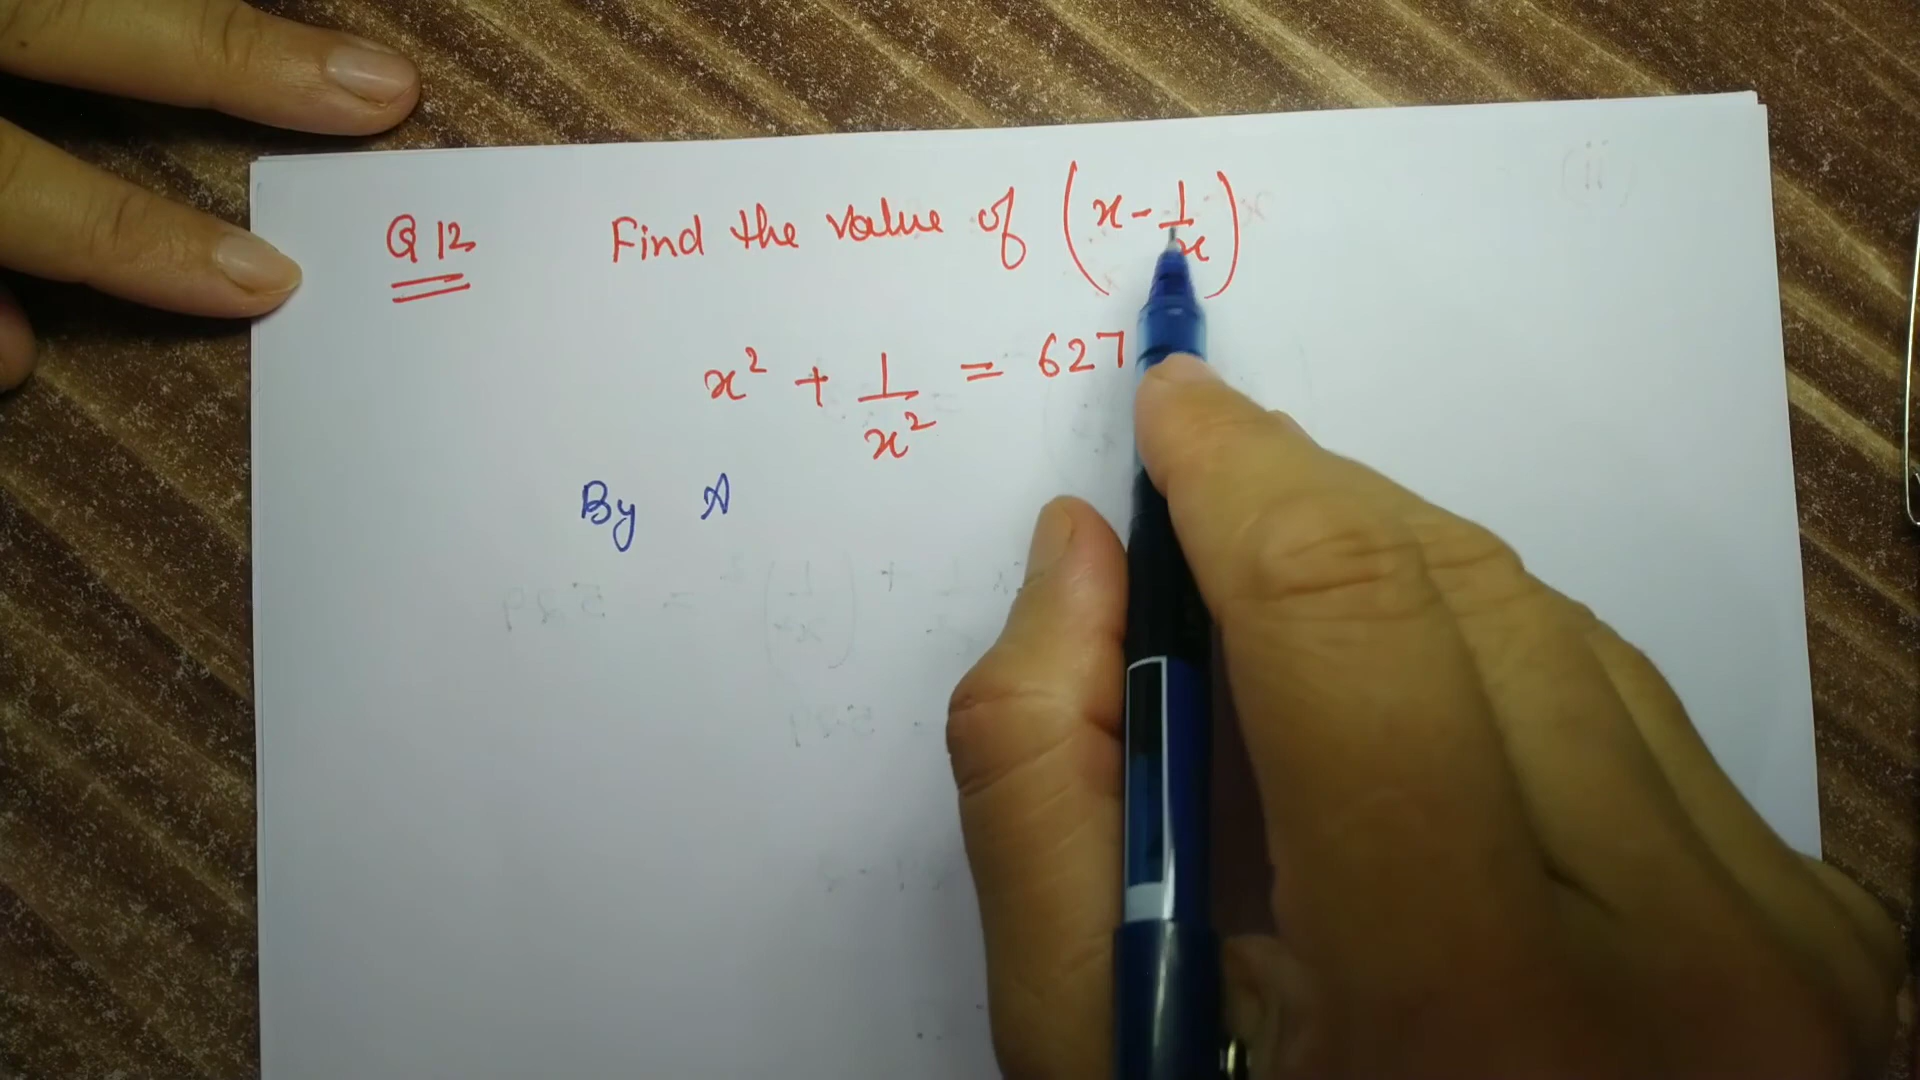 Q 12 Find the value of (x - 1/x)
x² + 1/x² = 627
By A